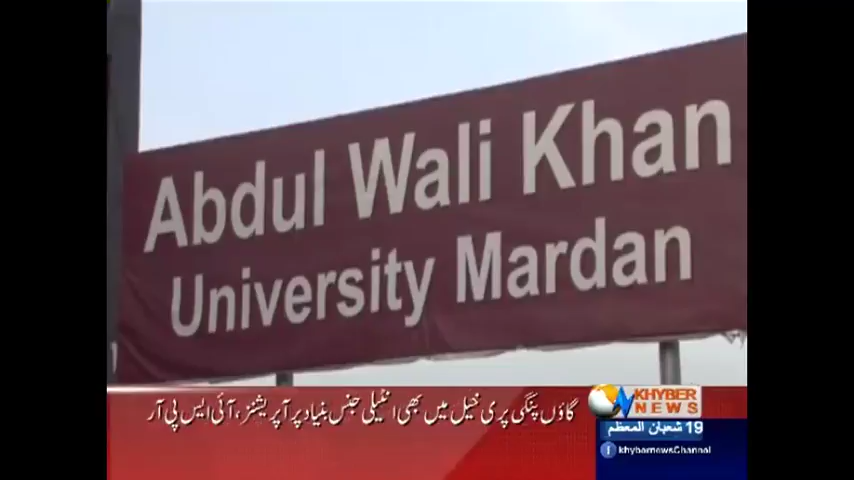 Abdul Wali Khan
University Mardan
گاؤں پنگی پری خیل میں بھی انٹیلی جنس بنیاد پر آپریشنز، آئی ایس پی آر
KHYBER
NEWS
19 شعبان المعظم
khybernewsChannel